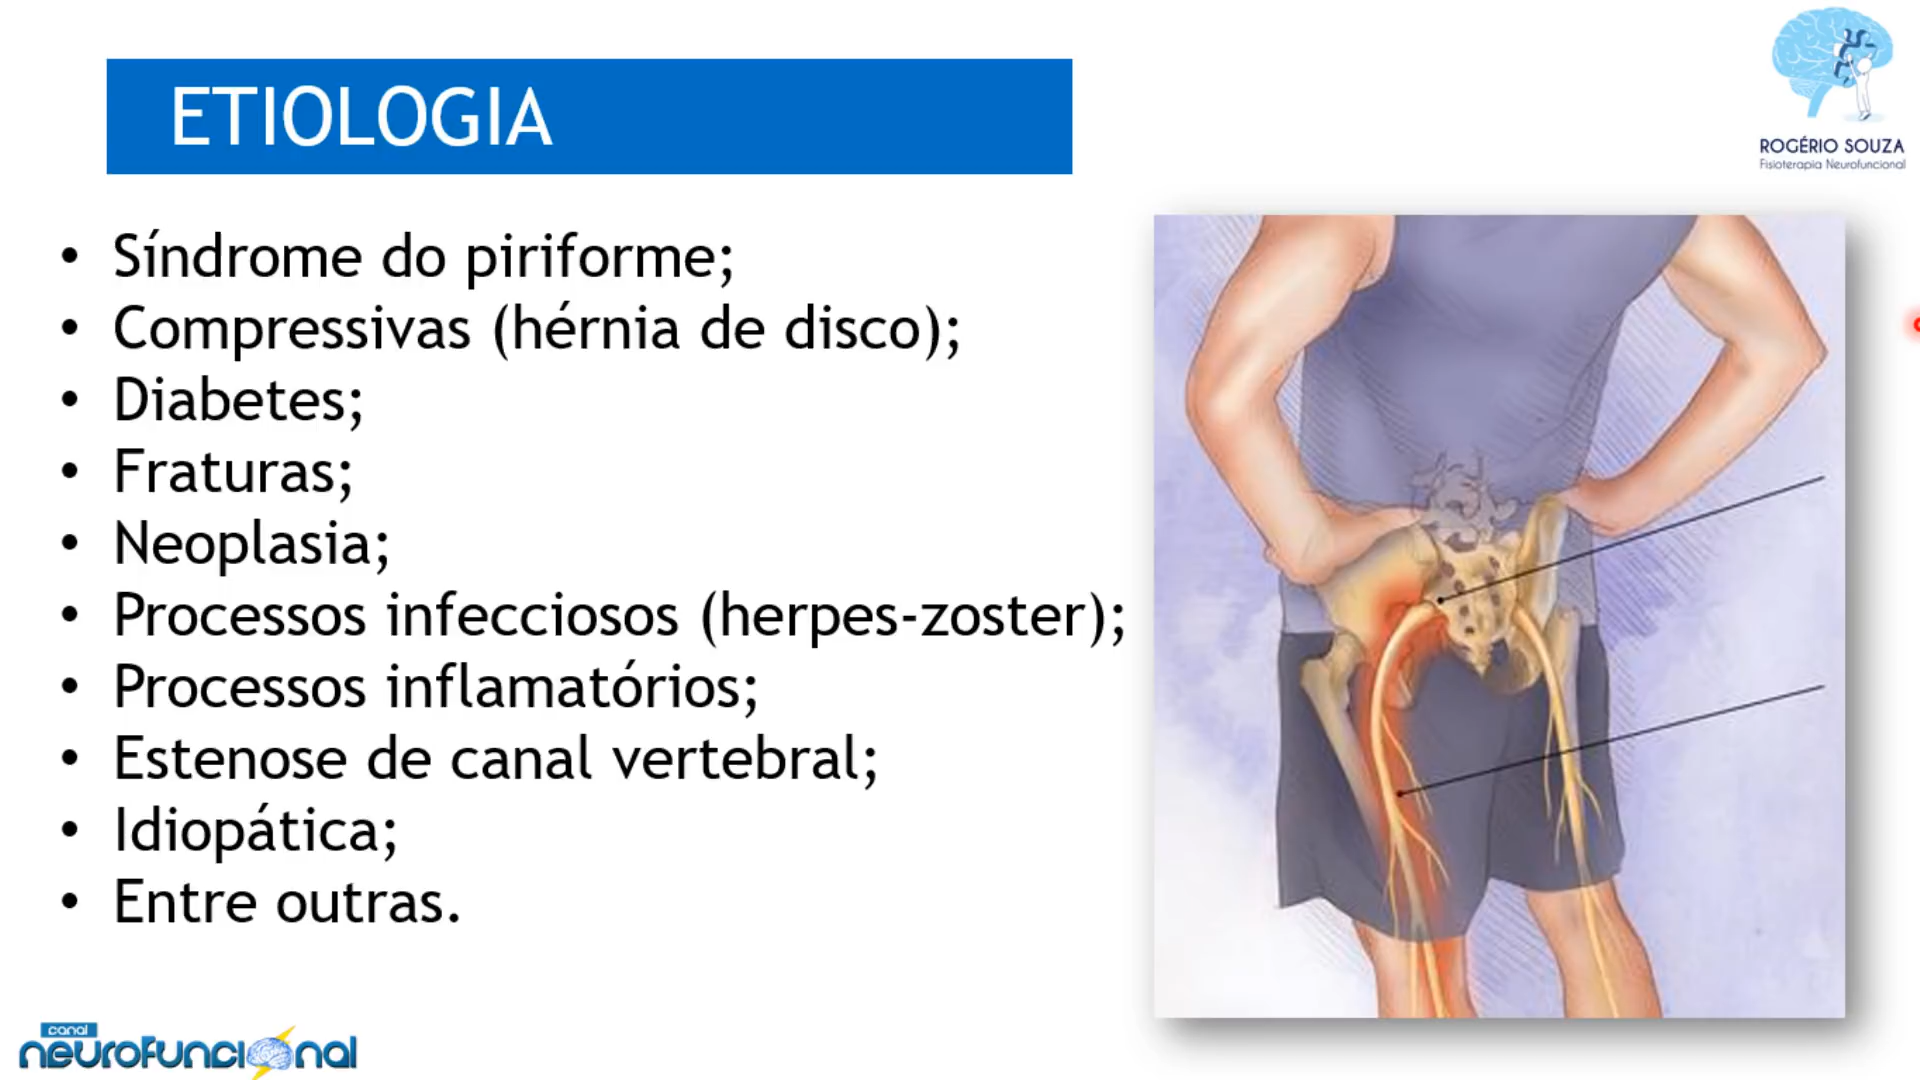 ETIOLOGIA
ROGÉRIO SOUZA
Fisioterapia Neurofuncional
• Síndrome do piriforme;
• Compressivas (hérnia de disco);
• Diabetes;
• Fraturas;
• Neoplasia;
• Processos infecciosos (herpes-zoster);
• Processos inflamatórios;
• Estenose de canal vertebral;
• Idiopática;
• Entre outras.
canal
neurofuncional